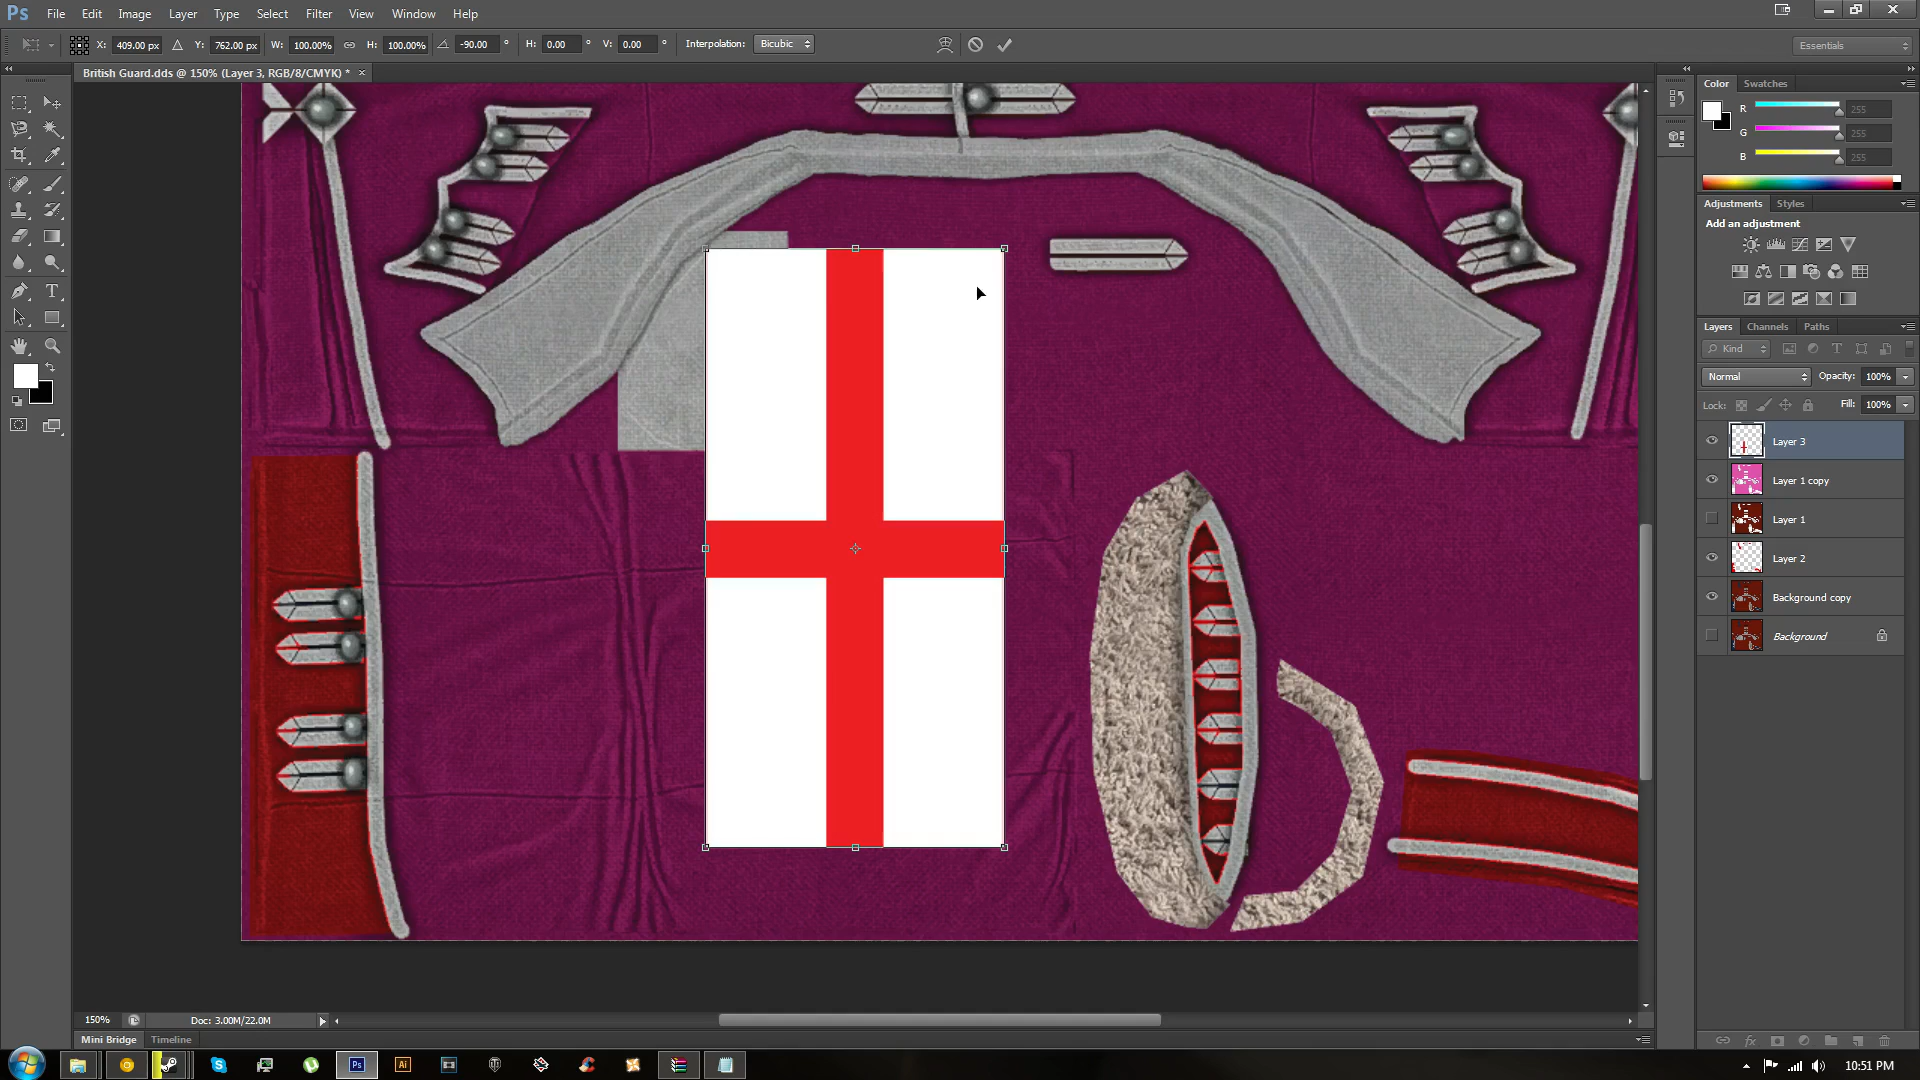 Ps File Edit Image Layer Type Select Filter View Window Help
X: 409.00 px Y: 762.00 px W: 100.00% H: 100.00% -90.00 ° H: 0.00 ° V: 0.00 ° Interpolation: Bicubic Essentials
British Guard.dds @ 150% (Layer 3, RGB/8/CMYK) * ×
Color Swatches
R 255
G 255
B 255
Adjustments Styles
Add an adjustment
Layers Channels Paths
Kind
Normal Opacity: 100%
Lock: Fill: 100%
Layer 3
Layer 1 copy
Layer 1
Layer 2
Background copy
Background
150% Doc: 3.00M/22.0M
Mini Bridge Timeline
Ps Ai 10:51 PM